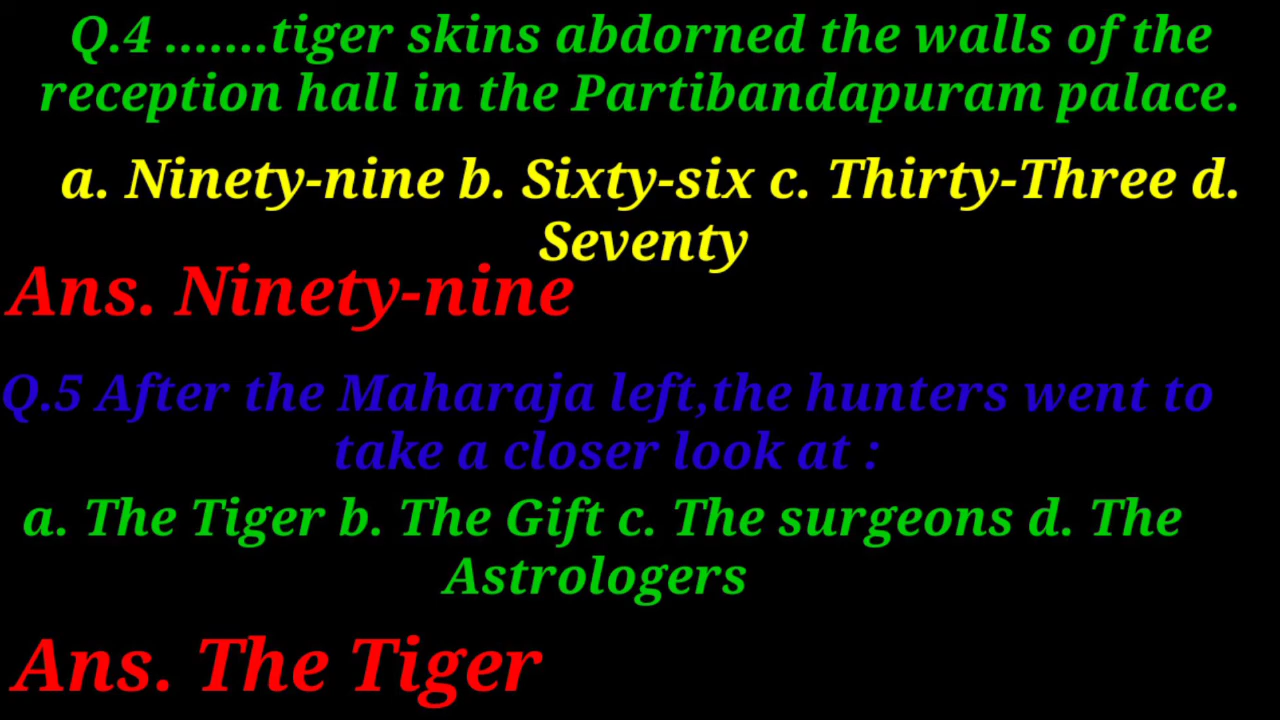 Q.4 .......tiger skins abdorned the walls of the
reception hall in the Partibandapuram palace.
a. Ninety-nine b. Sixty-six c. Thirty-Three d.
Seventy
Ans. Ninety-nine
Q.5 After the Maharaja left,the hunters went to
take a closer look at :
a. The Tiger b. The Gift c. The surgeons d. The
Astrologers
Ans. The Tiger